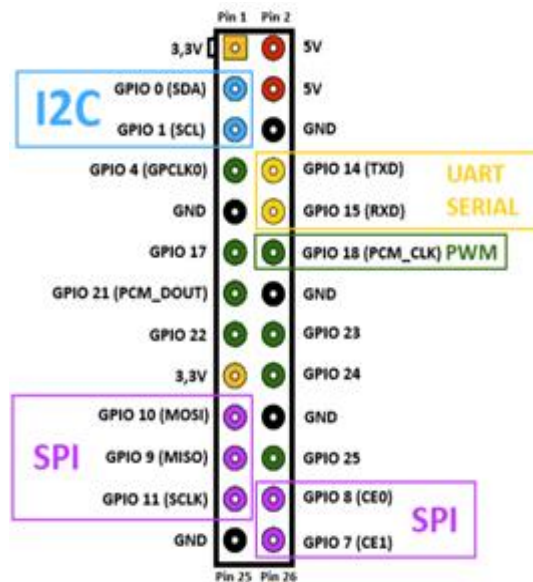 Pin 1 Pin 2
3,3V 5V
I2C
GPIO 0 (SDA) 5V
GPIO 1 (SCL) GND
GPIO 4 (GPCLK0) GPIO 14 (TXD) UART
GND GPIO 15 (RXD) SERIAL
GPIO 17 GPIO 18 (PCM_CLK) PWM
GPIO 21 (PCM_DOUT) GND
GPIO 22 GPIO 23
3,3V GPIO 24
GPIO 10 (MOSI) GND
SPI GPIO 9 (MISO) GPIO 25
GPIO 11 (SCLK) GPIO 8 (CE0) SPI
GND GPIO 7 (CE1)
Pin 25 Pin 26